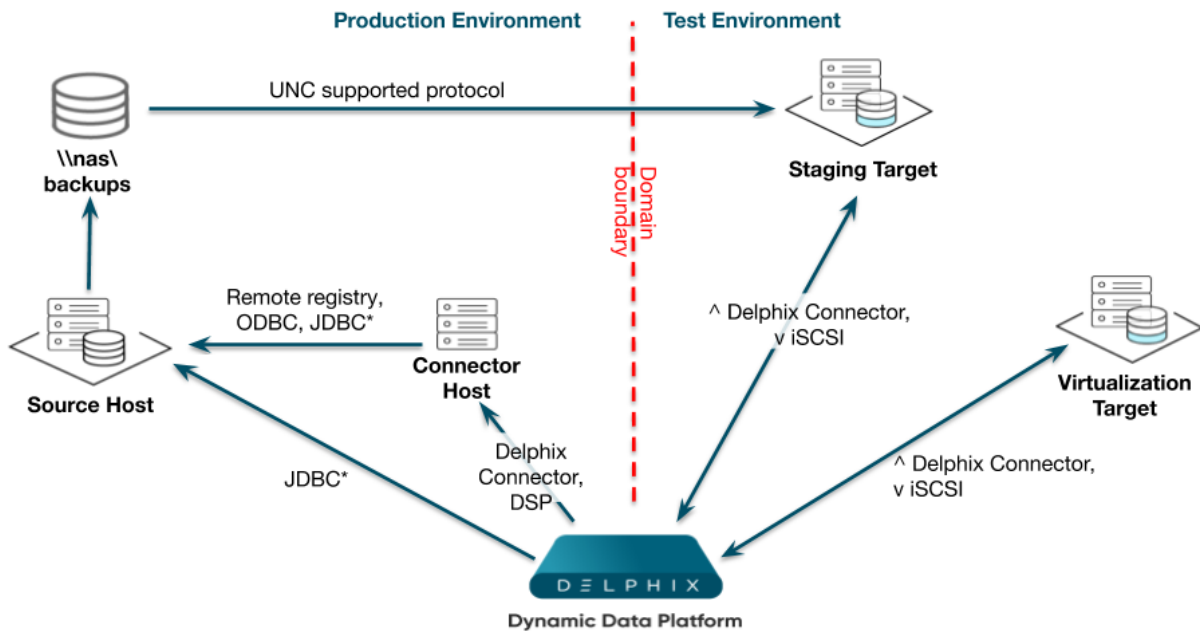 Production Environment
Test Environment
UNC supported protocol
\\nas\
backups
Staging Target
Domain
boundary
Remote registry,
ODBC, JDBC*
Connector
Host
Source Host
^ Delphix Connector,
v iSCSI
Virtualization
Target
JDBC*
Delphix
Connector,
DSP
^ Delphix Connector,
v iSCSI
DELPHIX
Dynamic Data Platform